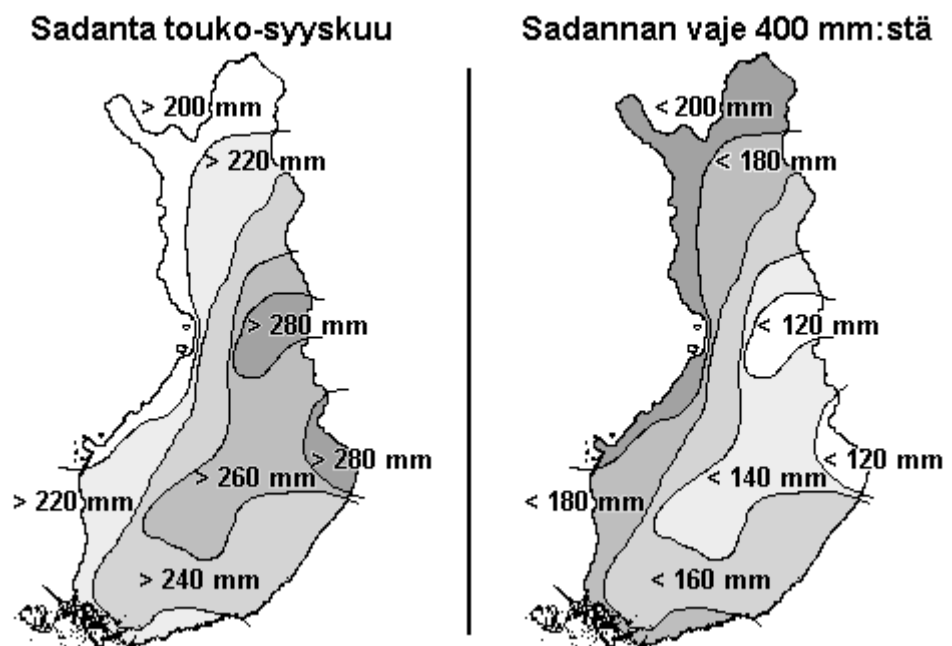 Sadanta touko-syyskuu
> 200 mm
> 220 mm
> 280 mm
> 280 mm
> 260 mm
> 220 mm
> 240 mm
Sadannan vaje 400 mm:stä
< 200 mm
< 180 mm
< 120 mm
< 120 mm
< 140 mm
< 180 mm
< 160 mm